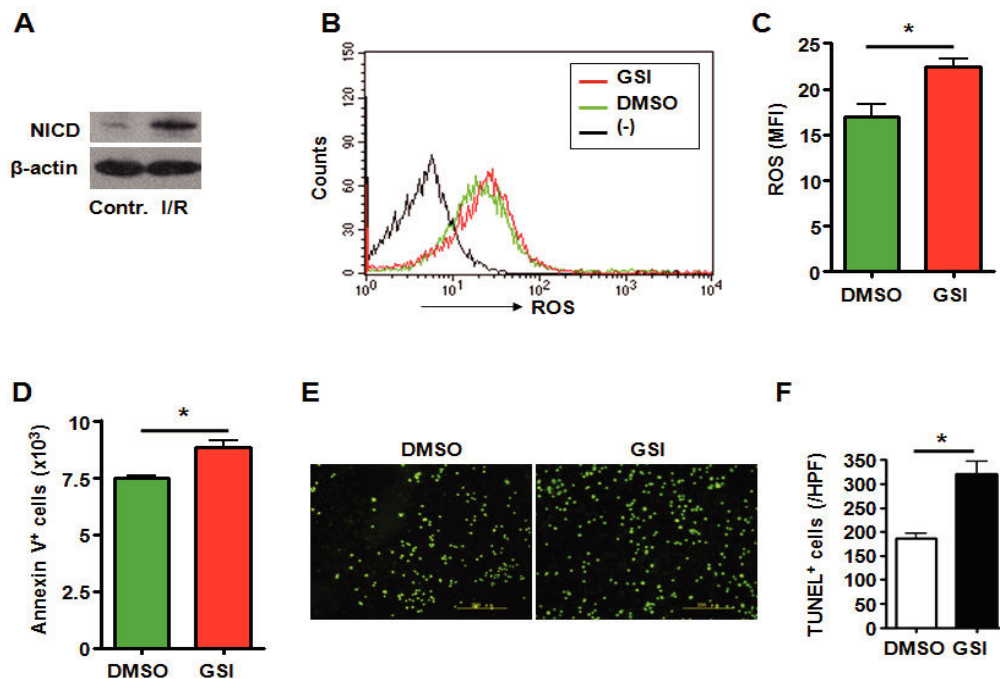 A
NICD
β-actin
Contr. I/R
B
Counts
150
120
90
60
30
0
10⁰ 10¹ 10² 10³ 10⁴
ROS
GSI
DMSO
(-)
C
*
ROS (MFI)
25
20
15
10
5
0
DMSO GSI
D
*
Annexin V⁺ cells (x10³)
10
7.5
5
2.5
0
DMSO GSI
E
DMSO GSI
F
*
TUNEL⁺ cells (/HPF)
350
300
250
200
150
100
50
0
DMSO GSI